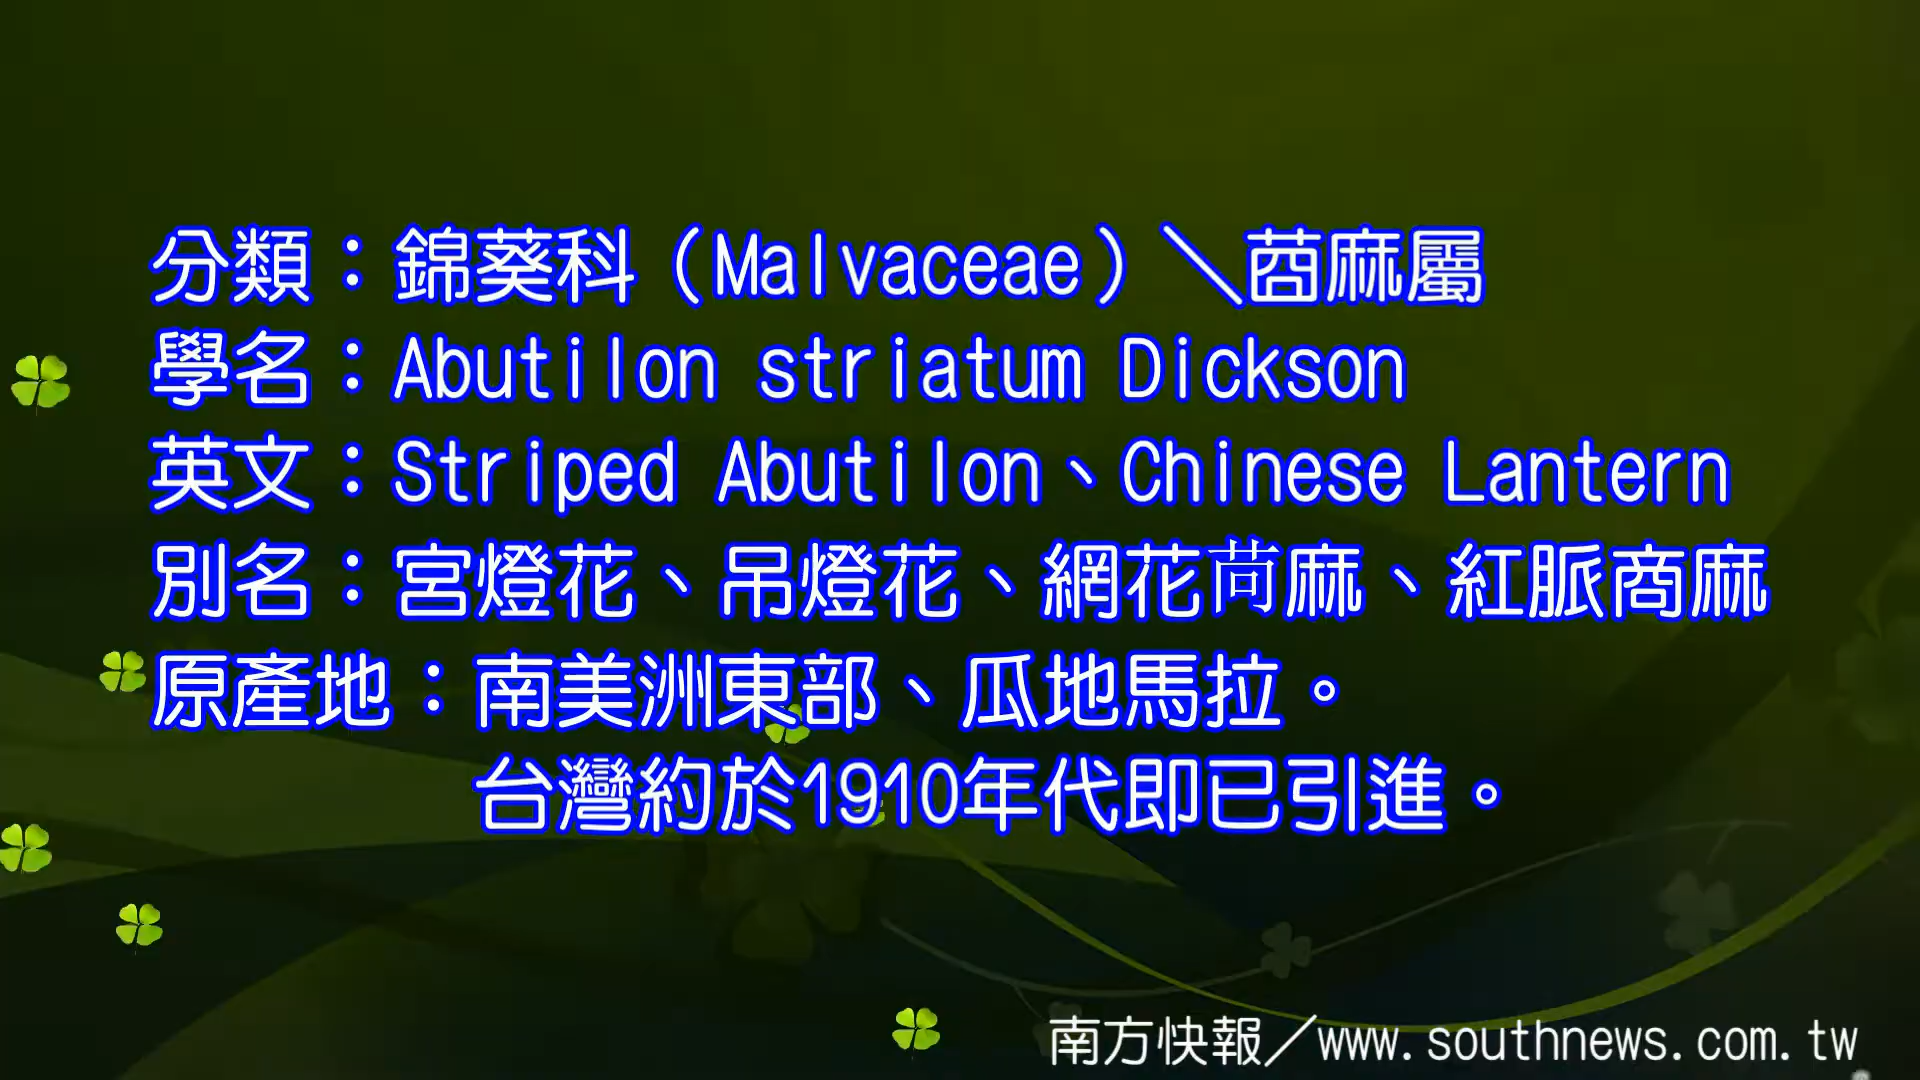 分類：錦葵科（Malvaceae）＼莔麻屬
學名：Abutilon striatum Dickson
英文：Striped Abutilon、Chinese Lantern
別名：宮燈花、吊燈花、網花苘麻、紅脈商麻
原產地：南美洲東部、瓜地馬拉。
台灣約於1910年代即已引進。
南方快報／www.southnews.com.tw